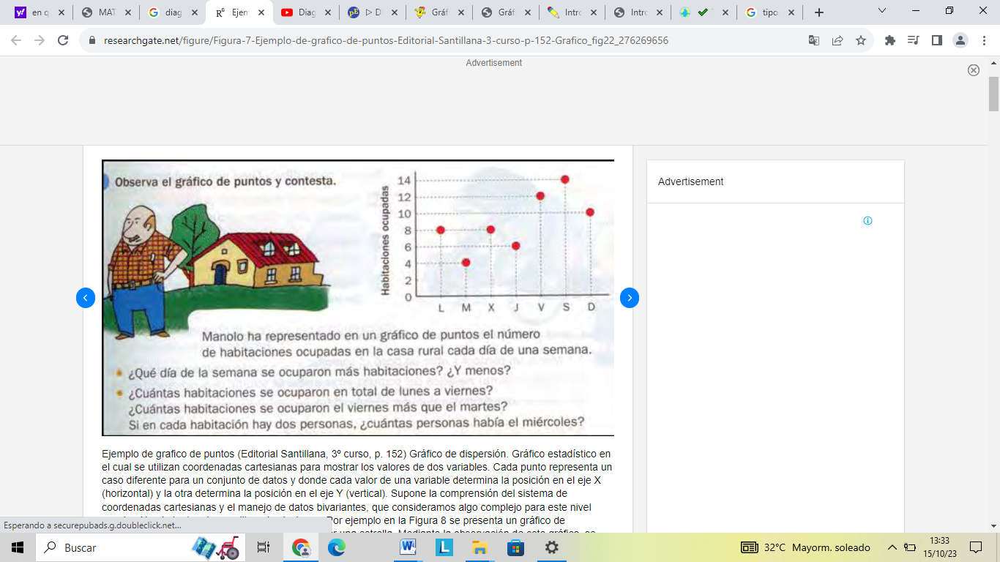 en q
MAT
diag
Ejen
Diag
▷ D
Gráf
Gráf
Intro
Intro
tipo
researchgate.net/figure/Figura-7-Ejemplo-de-grafico-de-puntos-Editorial-Santillana-3-curso-p-152-Grafico_fig22_276269656
Advertisement
Observa el gráfico de puntos y contesta.
Habitaciones ocupadas
14
12
10
8
6
4
2
0
L M X J V S D
Manolo ha representado en un gráfico de puntos el número
de habitaciones ocupadas en la casa rural cada día de una semana.
¿Qué día de la semana se ocuparon más habitaciones? ¿Y menos?
¿Cuántas habitaciones se ocuparon en total de lunes a viernes?
¿Cuántas habitaciones se ocuparon el viernes más que el martes?
Si en cada habitación hay dos personas, ¿cuántas personas había el miércoles?
Advertisement
Ejemplo de grafico de puntos (Editorial Santillana, 3º curso, p. 152) Gráfico de dispersión. Gráfico estadístico en
el cual se utilizan coordenadas cartesianas para mostrar los valores de dos variables. Cada punto representa un
caso diferente para un conjunto de datos y donde cada valor de una variable determina la posición en el eje X
(horizontal) y la otra determina la posición en el eje Y (vertical). Supone la comprensión del sistema de
coordenadas cartesianas y el manejo de datos bivariantes, que consideramos algo complejo para este nivel
Por ejemplo en la Figura 8 se presenta un gráfico de
Esperando a securepubads.g.doubleclick.net...
Buscar
32°C Mayorm. soleado
13:33
15/10/23